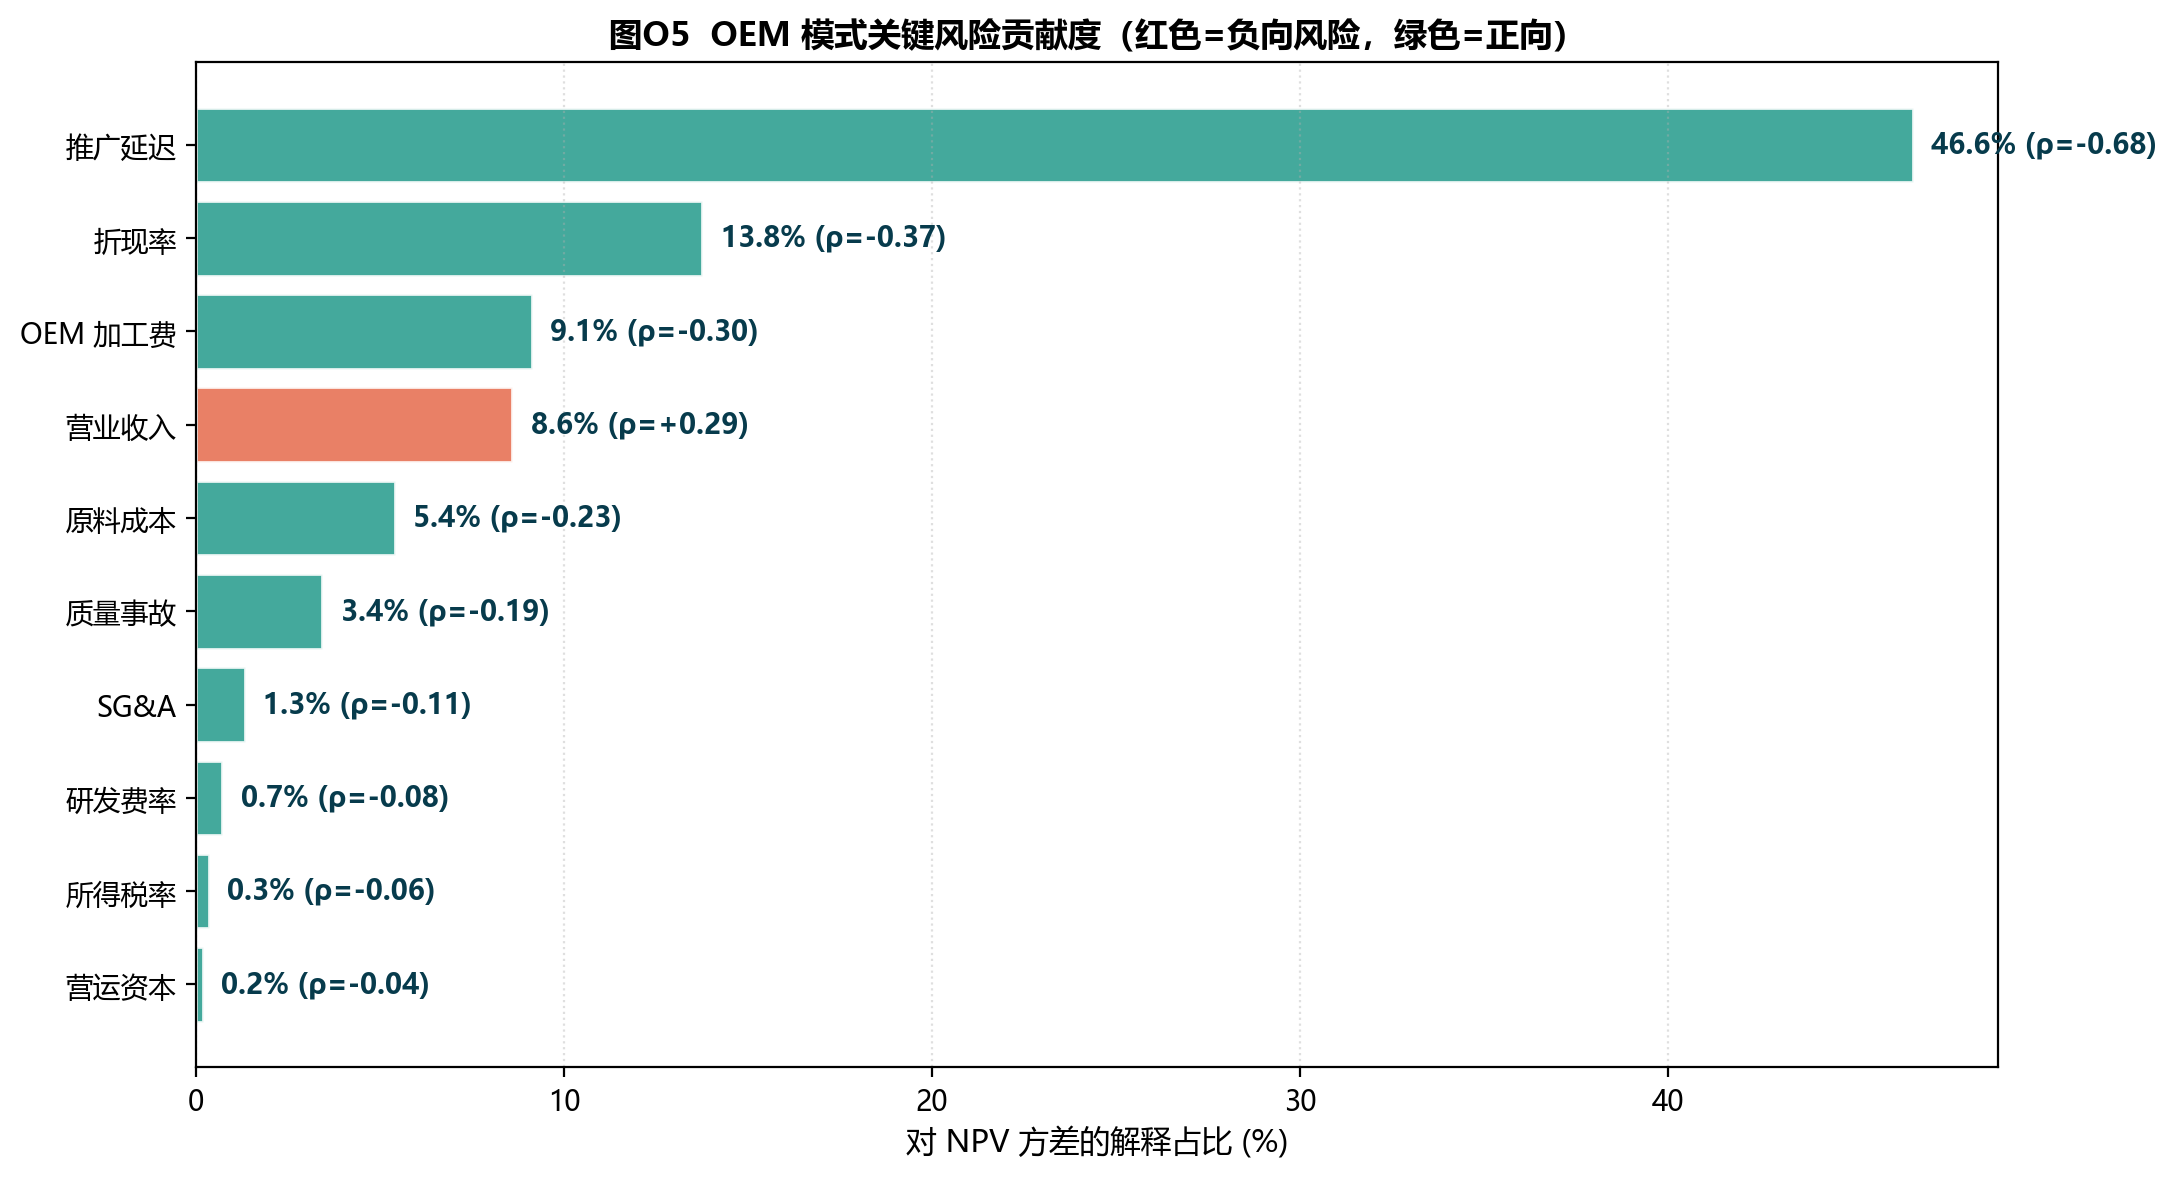 图O5  OEM 模式关键风险贡献度（红色=负向风险，绿色=正向）
推广延迟 46.6% (ρ=-0.68)
折现率 13.8% (ρ=-0.37)
OEM 加工费 9.1% (ρ=-0.30)
营业收入 8.6% (ρ=+0.29)
原料成本 5.4% (ρ=-0.23)
质量事故 3.4% (ρ=-0.19)
SG&A 1.3% (ρ=-0.11)
研发费率 0.7% (ρ=-0.08)
所得税率 0.3% (ρ=-0.06)
营运资本 0.2% (ρ=-0.04)
0 10 20 30 40
对 NPV 方差的解释占比 (%)